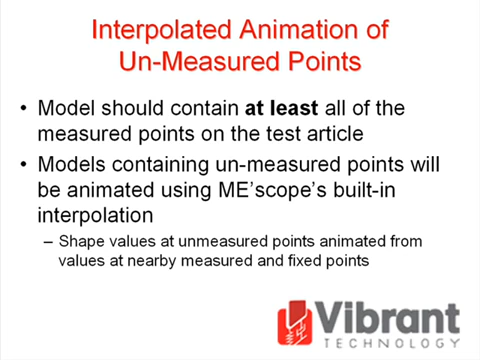 Interpolated Animation of
Un-Measured Points
• Model should contain at least all of the
measured points on the test article
• Models containing un-measured points will
be animated using ME'scope's built-in
interpolation
– Shape values at unmeasured points animated from
values at nearby measured and fixed points
Vibrant
TECHNOLOGY